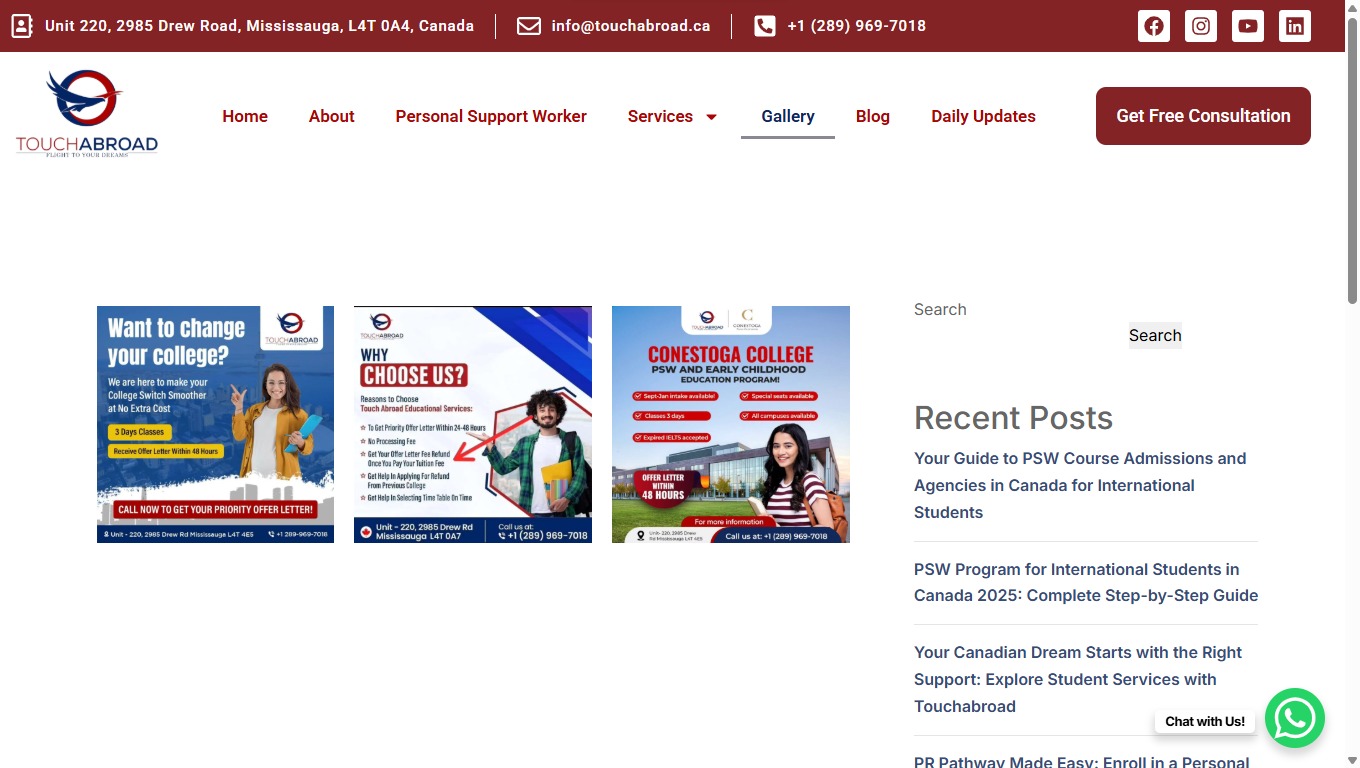 Unit 220, 2985 Drew Road, Mississauga, L4T 0A4, Canada
info@touchabroad.ca
+1 (289) 969-7018
TOUCHABROAD
FLIGHT TO YOUR DREAMS
Home
About
Personal Support Worker
Services
Gallery
Blog
Daily Updates
Get Free Consultation
Want to change
your college?
TOUCHABROAD
We are here to make your
College Switch Smoother
at No Extra Cost
3 Days Classes
Receive Offer Letter Within 48 Hours
CALL NOW TO GET YOUR PRIORITY OFFER LETTER!
Unit - 220, 2985 Drew Rd Mississauga L4T 4E5
+1 289-969-7018
TOUCHABROAD
WHY
CHOOSE US?
Reasons to Choose
Touch Abroad Educational Services:
To Get Priority Offer Letter Within 24-48 Hours
No Processing Fee
Get Your Offer Letter Fee Refund
Once You Pay Your Tuition Fee
Get Help In Applying For Refund
From Previous College
Get Help In Selecting Time Table On Time
Unit - 220, 2985 Drew Rd
Mississauga L4T 0A7
Call us at:
+1 (289) 969-7018
TOUCHABROAD
C
CONESTOGA
CONESTOGA COLLEGE
PSW AND EARLY CHILDHOOD
EDUCATION PROGRAM!
Sept-Jan intake available!
Special seats available
Classes 3 days
All campuses available
Expired IELTS accepted
OFFER LETTER
WITHIN
48 HOURS
For more information
Unit- 220, 2985 Drew
Rd Mississauga L4T 4E5
Call us at: +1 (289) 969-7018
Search
Search
Recent Posts
Your Guide to PSW Course Admissions and
Agencies in Canada for International
Students
PSW Program for International Students in
Canada 2025: Complete Step-by-Step Guide
Your Canadian Dream Starts with the Right
Support: Explore Student Services with
Touchabroad
Chat with Us!
PR Pathway Made Easy: Enroll in a Personal